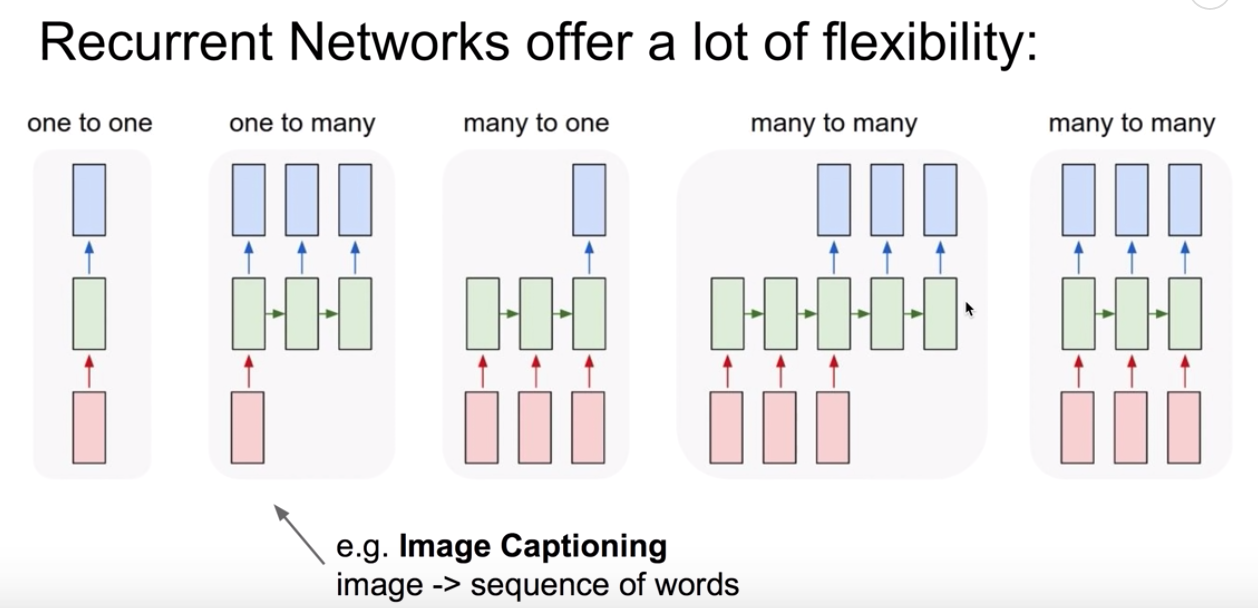 Recurrent Networks offer a lot of flexibility:
one to one
one to many
many to one
many to many
many to many
e.g. Image Captioning
image -> sequence of words